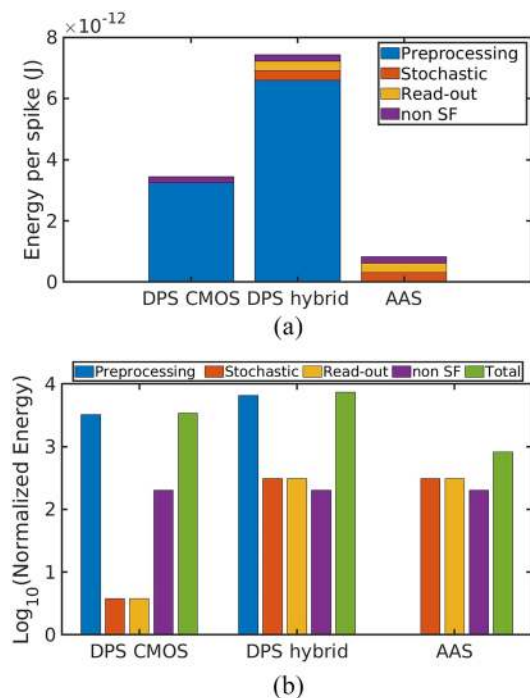 ×10⁻¹²
8
6
4
2
0
Energy per spike (J)
Preprocessing
Stochastic
Read-out
non SF
DPS CMOS DPS hybrid AAS
(a)
Preprocessing Stochastic Read-out non SF Total
4
3
2
1
0
Log₁₀(Normalized Energy)
DPS CMOS DPS hybrid AAS
(b)